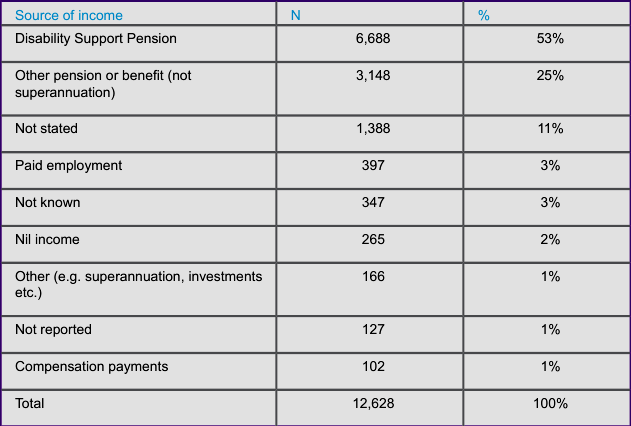 Source of income N %
Disability Support Pension 6,688 53%
Other pension or benefit (not 3,148 25%
superannuation)
Not stated 1,388 11%
Paid employment 397 3%
Not known 347 3%
Nil income 265 2%
Other (e.g. superannuation, investments 166 1%
etc.)
Not reported 127 1%
Compensation payments 102 1%
Total 12,628 100%